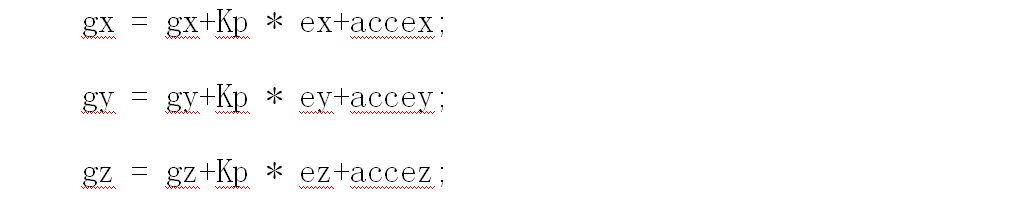 gx = gx+Kp * ex+accex;
gy = gy+Kp * ey+accey;
gz = gz+Kp * ez+accez;